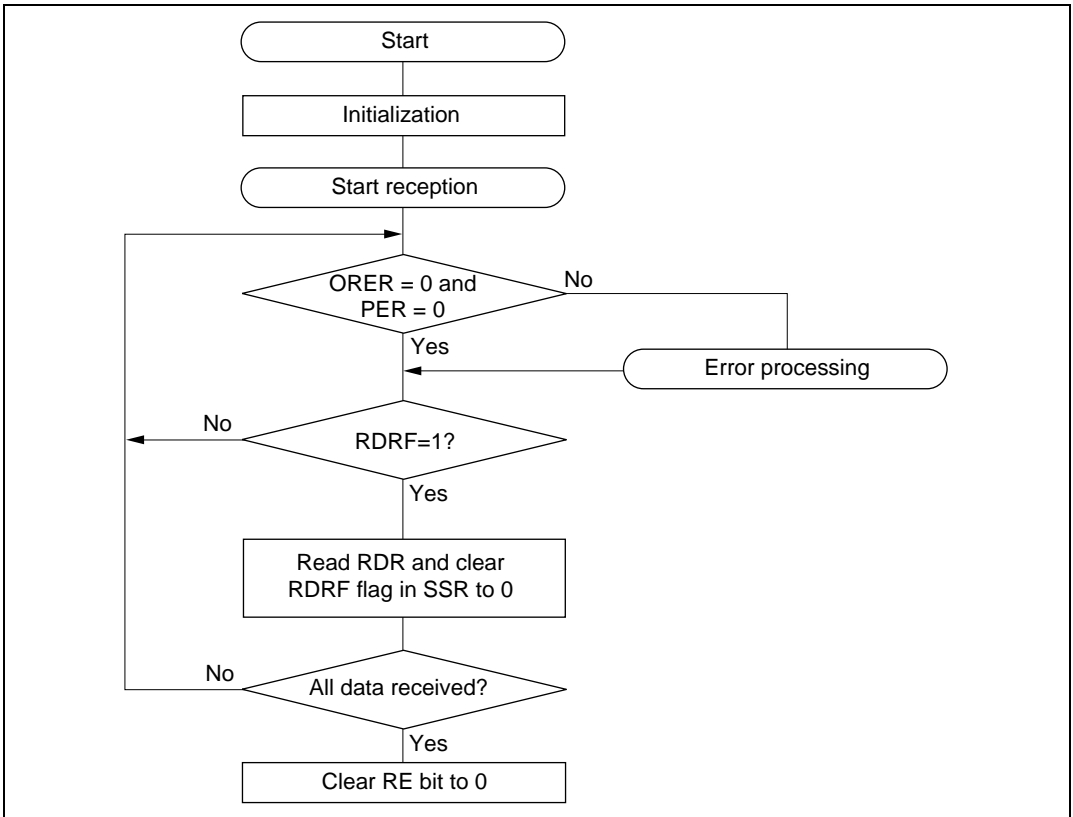 Start
Initialization
Start reception
ORER = 0 and
PER = 0
No
Yes
Error processing
No
RDRF=1?
Yes
Read RDR and clear
RDRF flag in SSR to 0
No
All data received?
Yes
Clear RE bit to 0